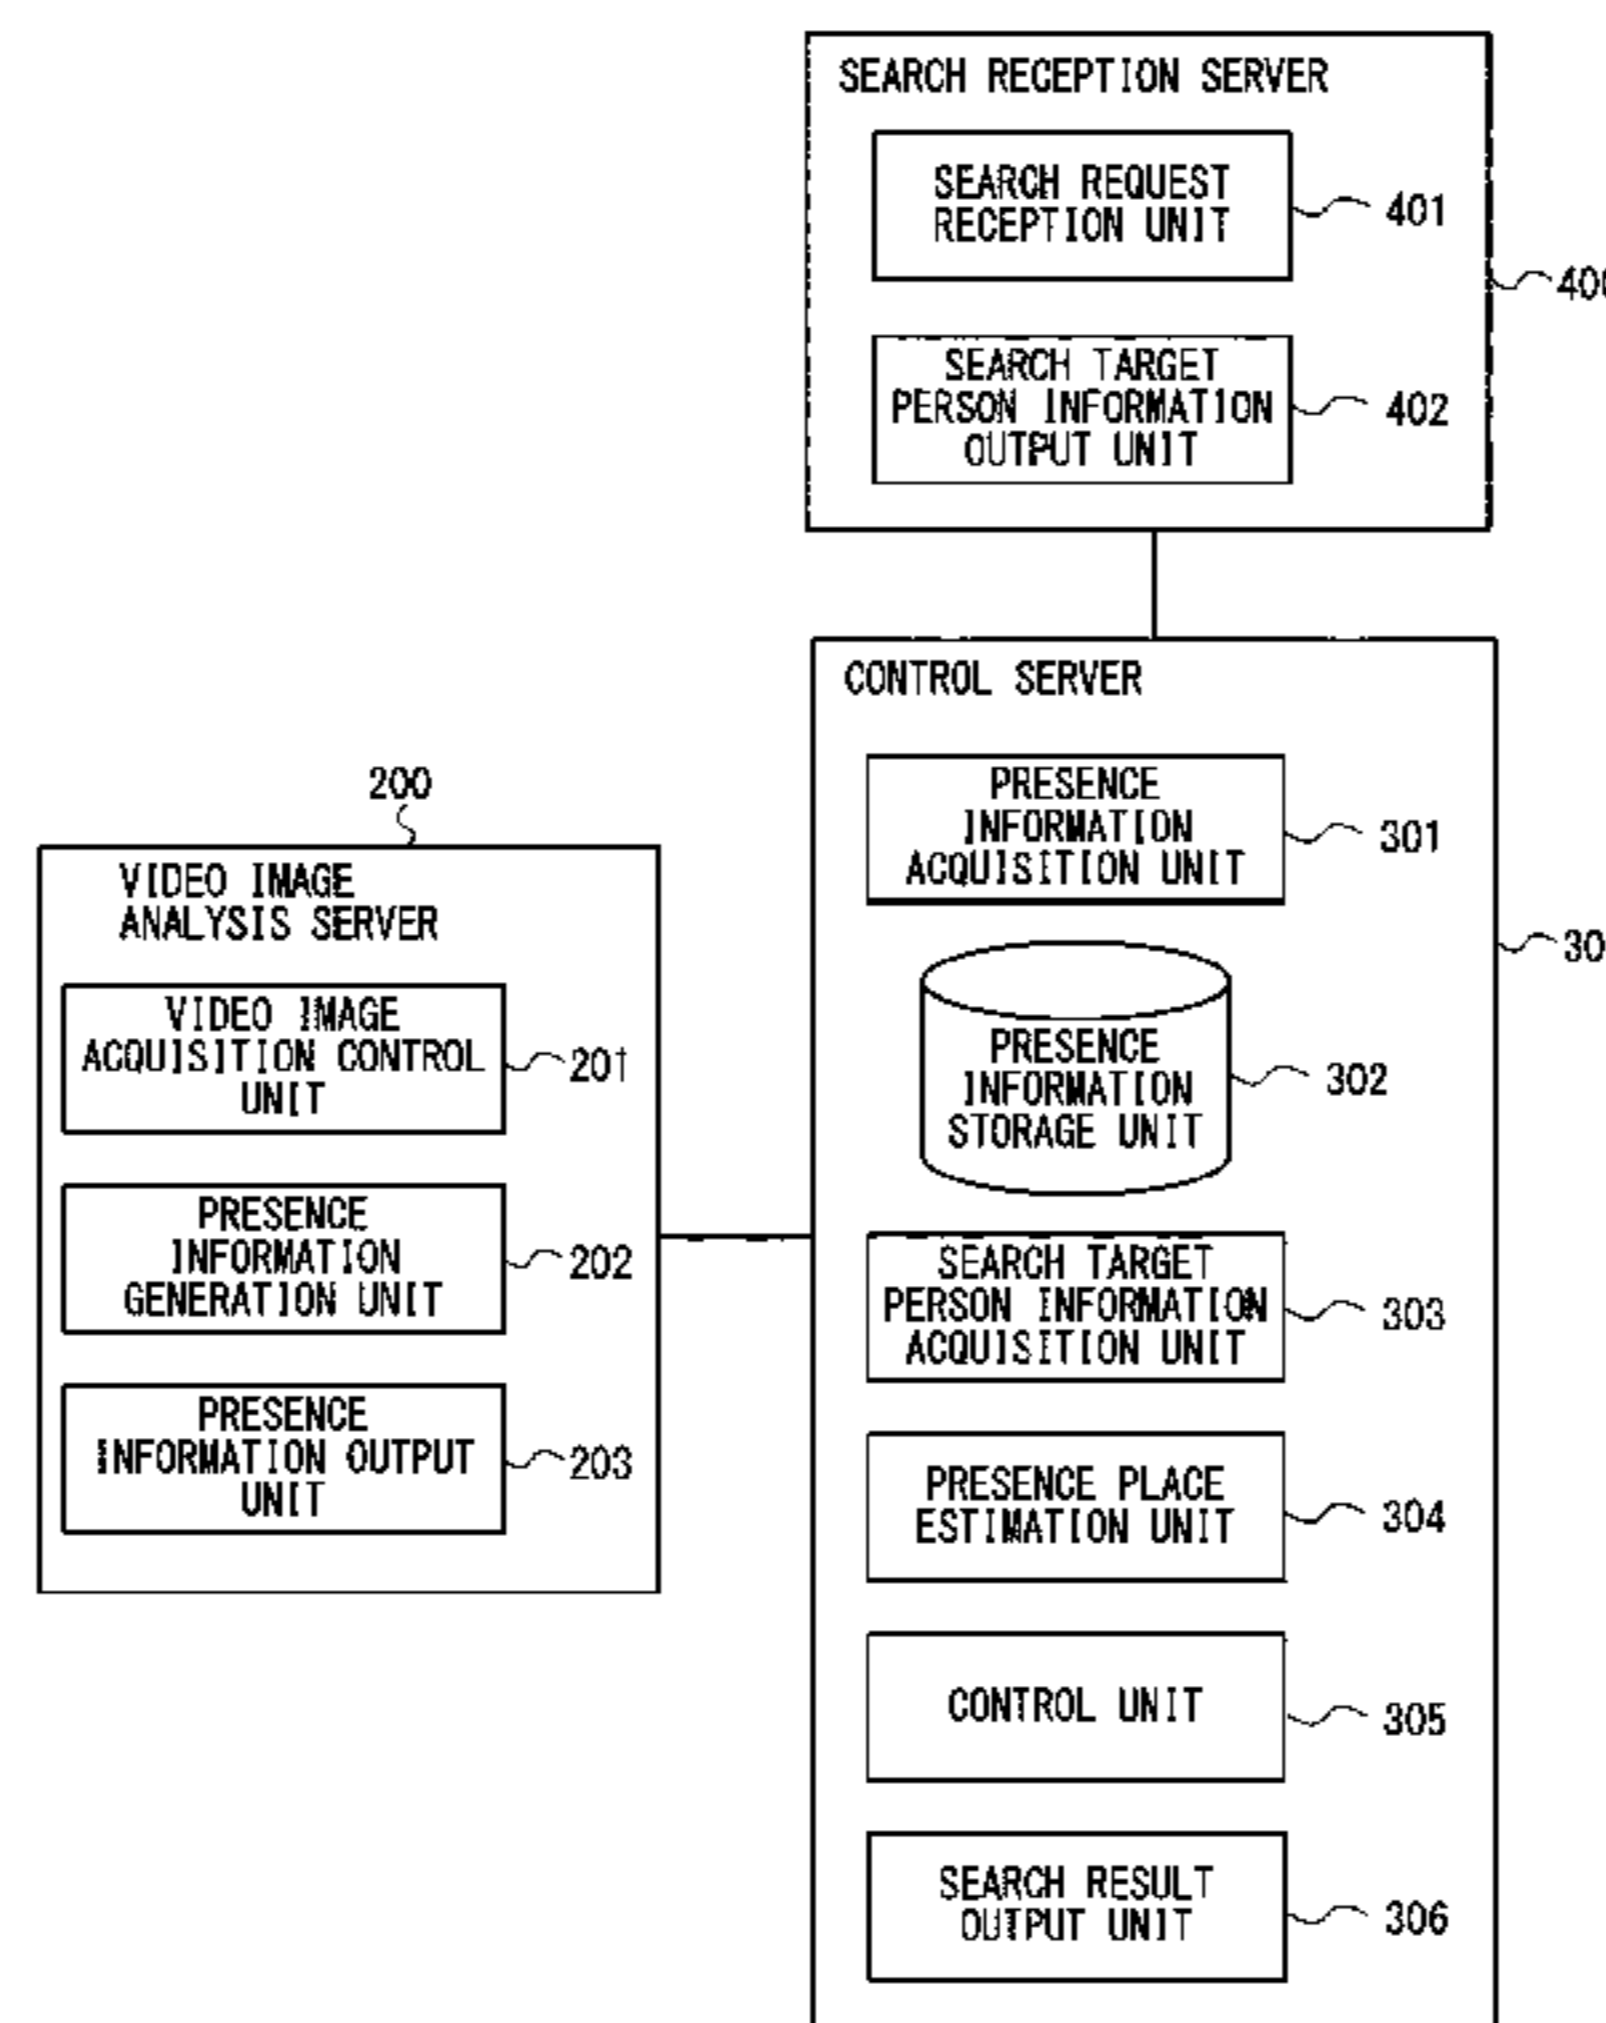 SEARCH RECEPTION SERVER
SEARCH REQUEST
RECEPTION UNIT
401
SEARCH TARGET
PERSON INFORMATION
OUTPUT UNIT
402
CONTROL SERVER
PRESENCE
INFORMATION
ACQUISITION UNIT
301
PRESENCE
INFORMATION
STORAGE UNIT
302
SEARCH TARGET
PERSON INFORMATION
ACQUISITION UNIT
303
PRESENCE PLACE
ESTIMATION UNIT
304
CONTROL UNIT
305
SEARCH RESULT
OUTPUT UNIT
306
200
VIDEO IMAGE
ANALYSIS SERVER
VIDEO IMAGE
ACQUISITION CONTROL
UNIT
201
PRESENCE
INFORMATION
GENERATION UNIT
202
PRESENCE
INFORMATION OUTPUT
UNIT
203